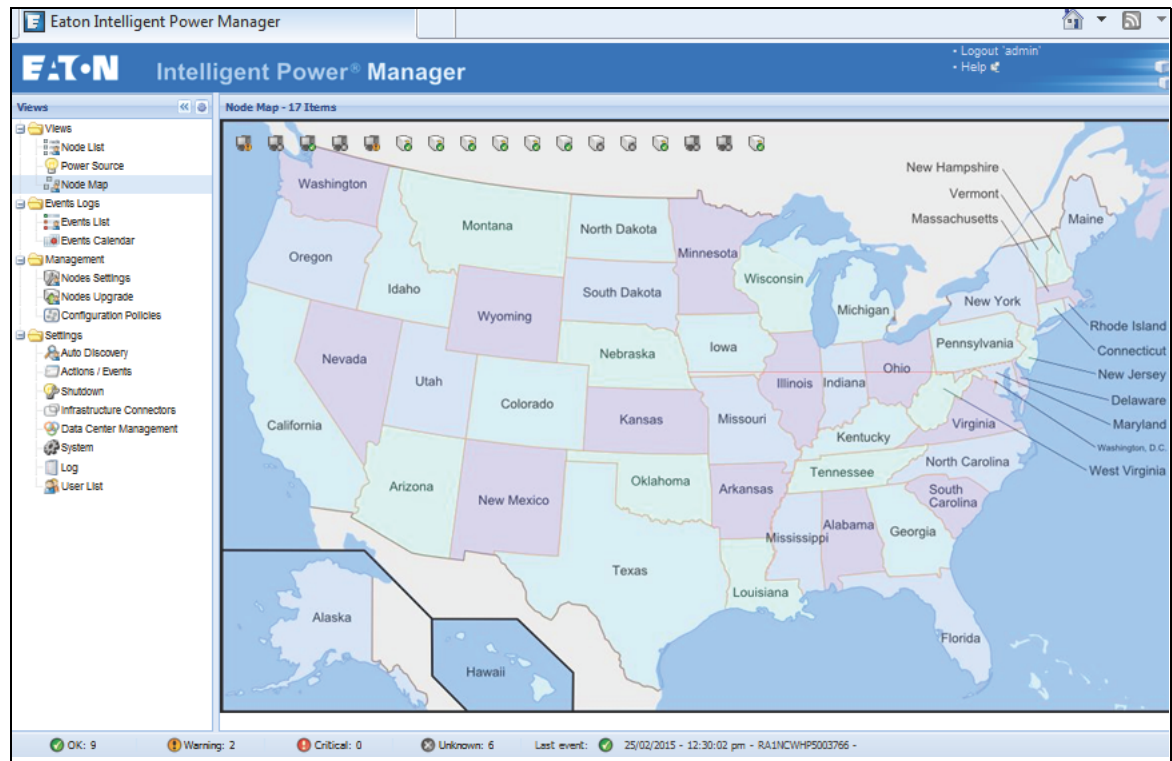 Eaton Intelligent Power Manager
EATON Intelligent Power® Manager
Logout 'admin'
Help
Views
Node Map - 17 Items
Views
Node List
Power Source
Node Map
Events Logs
Events List
Events Calendar
Management
Nodes Settings
Nodes Upgrade
Configuration Policies
Settings
Auto Discovery
Actions / Events
Shutdown
Infrastructure Connectors
Data Center Management
System
Log
User List
Washington
Montana
North Dakota
Minnesota
New Hampshire
Vermont
Massachusetts
Maine
Oregon
Idaho
South Dakota
Wisconsin
Michigan
New York
Wyoming
Rhode Island
Nevada
Utah
Nebraska
Iowa
Pennsylvania
Connecticut
Ohio
New Jersey
Illinois
Indiana
Colorado
Delaware
California
Kansas
Missouri
Kentucky
Virginia
Maryland
Washington, D.C.
West Virginia
Arizona
New Mexico
Oklahoma
Arkansas
Tennessee
North Carolina
South
Carolina
Mississippi
Alabama
Georgia
Texas
Louisiana
Alaska
Hawaii
Florida
OK: 9
Warning: 2
Critical: 0
Unknown: 6
Last event: 25/02/2015 - 12:30:02 pm - RA1NCWHP5003766 -